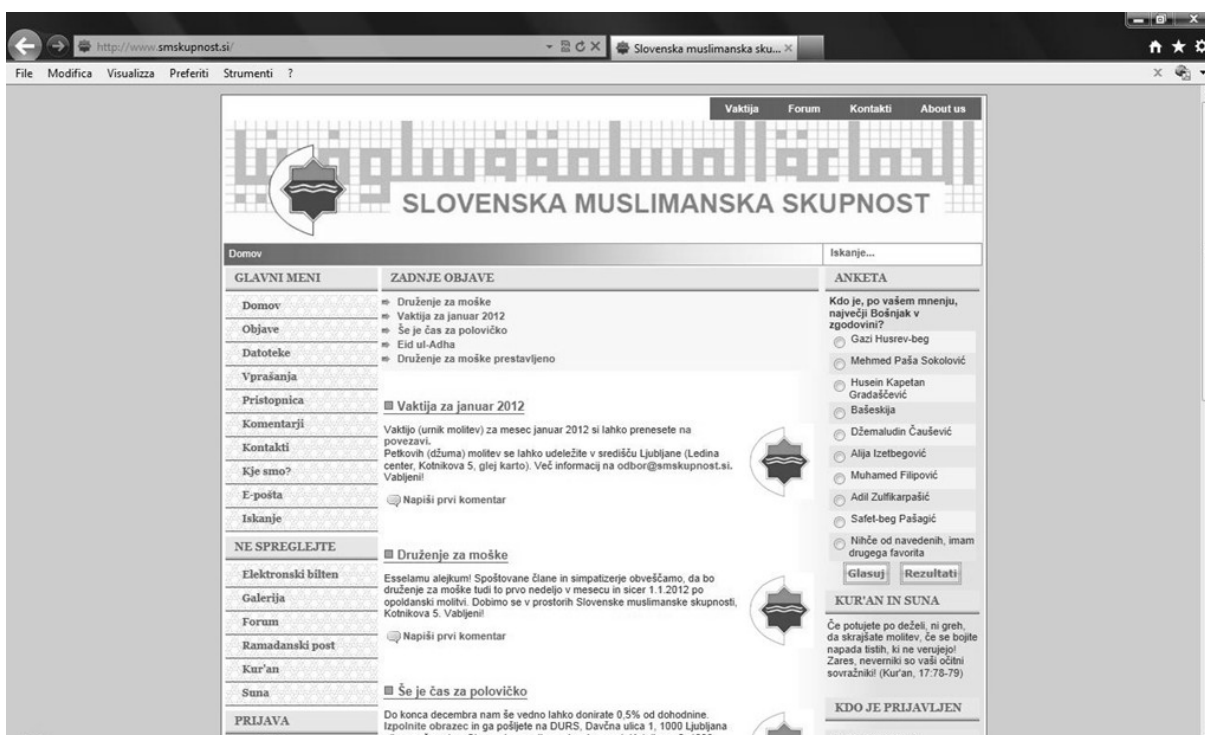 http://www.smskupnost.si/
Slovenska muslimanska sku...
File Modifica Visualizza Preferiti Strumenti ?
Vaktija Forum Kontakti About us
SLOVENSKA MUSLIMANSKA SKUPNOST
Domov
Iskanje...
GLAVNI MENI
Domov
Objave
Datoteke
Vprašanja
Pristopnica
Komentarji
Kontakti
Kje smo?
E-pošta
Iskanje
NE SPREGLEJTE
Elektronski bilten
Galerija
Forum
Ramadanski post
Kur'an
Suna
PRIJAVA
ZADNJE OBJAVE
Druženje za moške
Vaktija za januar 2012
Še je čas za polovičko
Eid ul-Adha
Druženje za moške prestavljeno
Vaktija za januar 2012
Vaktijo (urnik molitev) za mesec januar 2012 si lahko prenesete na
povezavi.
Petkovih (džuma) molitev se lahko udeležite v središču Ljubljane (Ledina
center, Kotnikova 5, glej karto). Več informacij na odbor@smskupnost.si.
Vabljeni!
Napiši prvi komentar
Druženje za moške
Esselamu alejkum! Spoštovane člane in simpatizerje obveščamo, da bo
druženje za moške tudi to prvo nedeljo v mesecu in sicer 1.1.2012 po
opoldanski molitvi. Dobimo se v prostorih Slovenske muslimanske skupnosti,
Kotnikova 5. Vabljeni!
Napiši prvi komentar
Še je čas za polovičko
Do konca decembra nam še vedno lahko donirate 0,5% od dohodnine.
Izpolnite obrazec in ga pošljete na DURS, Davčna ulica 1, 1000 Ljubljana
ANKETA
Kdo je, po vašem mnenju,
največji Bošnjak v
zgodovini?
Gazi Husrev-beg
Mehmed Paša Sokolović
Husein Kapetan
Gradaščević
Bašeskija
Džemaludin Čaušević
Alija Izetbegović
Muhamed Filipović
Adil Zulfikarpašić
Safet-beg Pašagić
Nihče od navedenih, imam
drugega favorita
Glasuj Rezultati
KUR'AN IN SUNA
Če potujete po deželi, ni greh,
da skrajšate molitev, če se bojite
napada tistih, ki ne verujejo!
Zares, neverniki so vaši očitni
sovražniki! (Kur'an, 17:78-79)
KDO JE PRIJAVLJEN